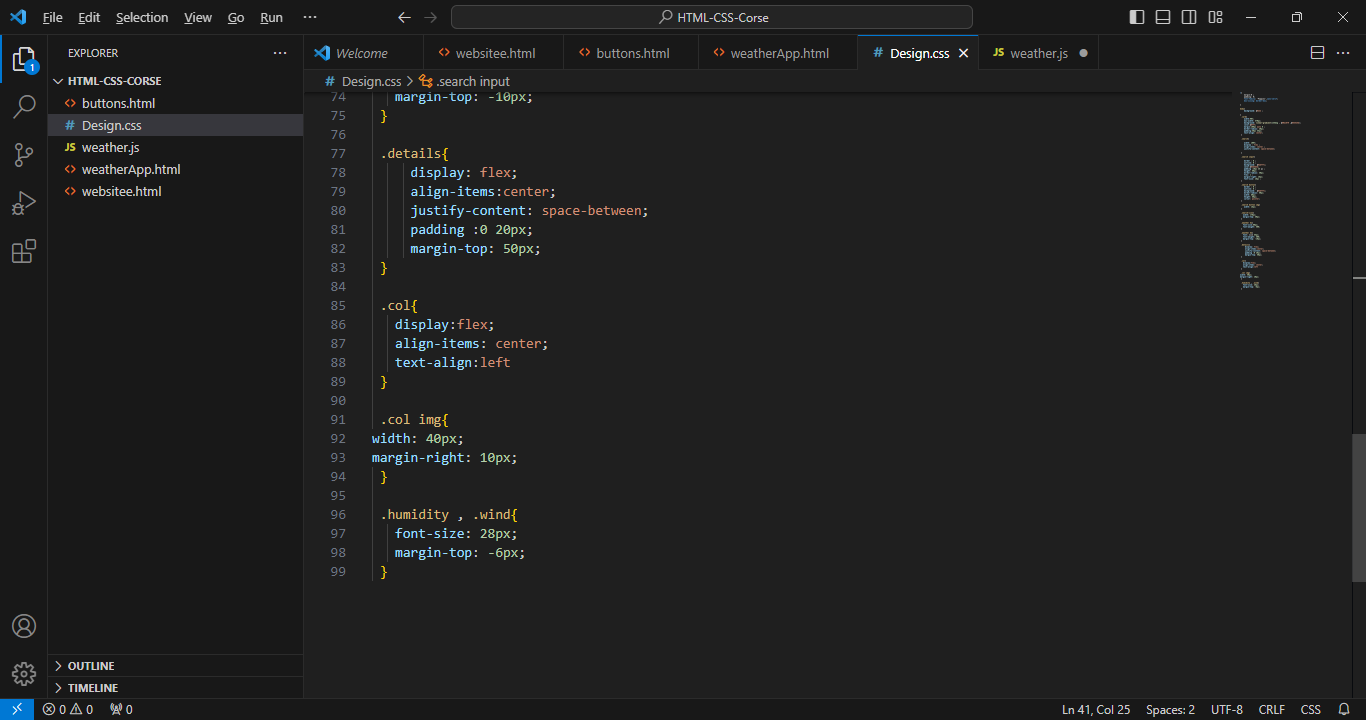 File Edit Selection View Go Run ··· HTML-CSS-Corse
EXPLORER ···
HTML-CSS-CORSE
buttons.html
Design.css
JS weather.js
weatherApp.html
websitee.html
OUTLINE
TIMELINE
1
Welcome websitee.html buttons.html weatherApp.html # Design.css JS weather.js
# Design.css > .search input
74 margin-top: -10px;
75 }
76
77 .details{
78 display: flex;
79 align-items:center;
80 justify-content: space-between;
81 padding :0 20px;
82 margin-top: 50px;
83 }
84
85 .col{
86 display:flex;
87 align-items: center;
88 text-align:left
89 }
90
91 .col img{
92 width: 40px;
93 margin-right: 10px;
94 }
95
96 .humidity , .wind{
97 font-size: 28px;
98 margin-top: -6px;
99 }
0 0 0 Ln 41, Col 25 Spaces: 2 UTF-8 CRLF CSS